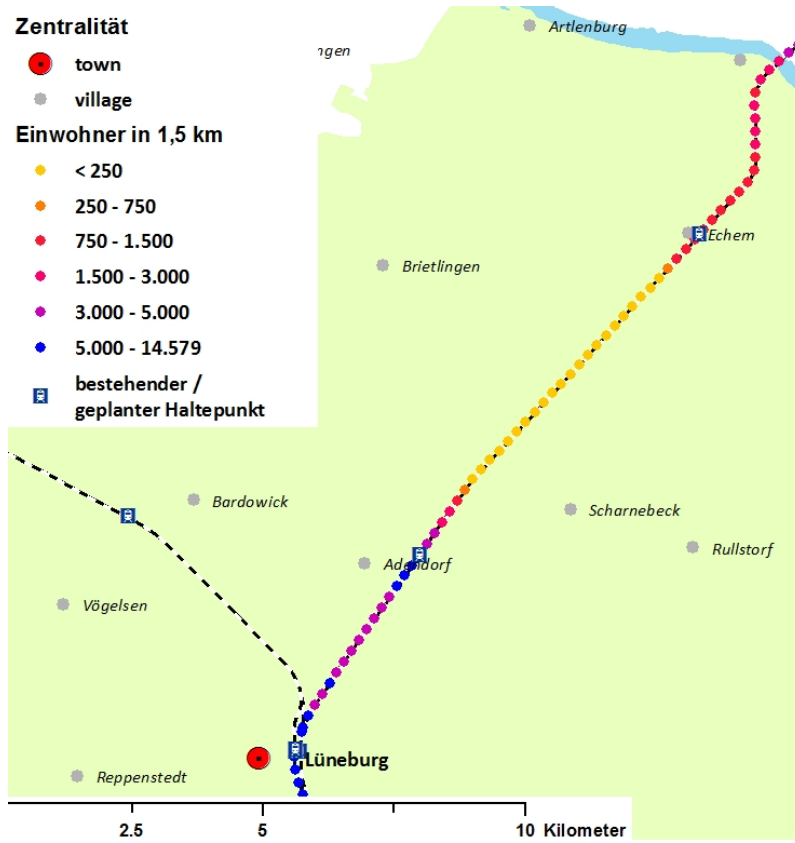 Zentralität
town
village
Einwohner in 1,5 km
< 250
250 - 750
750 - 1.500
1.500 - 3.000
3.000 - 5.000
5.000 - 14.579
bestehender /
geplanter Haltepunkt
ngen
Artlenburg
Echem
Brietlingen
Bardowick
Scharnebeck
Adendorf
Rullstorf
Vögelsen
Lüneburg
Reppenstedt
2.5 5 10 Kilometer